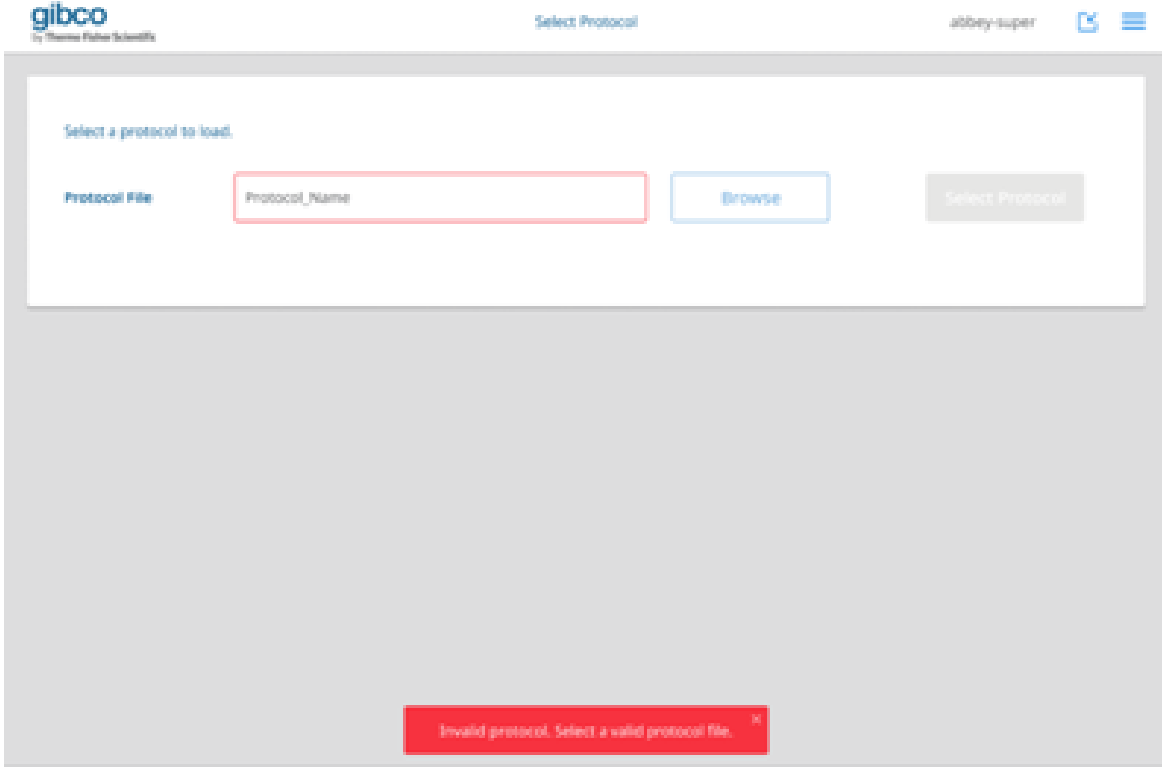 gibco
by Thermo Fisher Scientific
Select Protocol
abbey-super
Select a protocol to load.
Protocol File
Protocol_Name
Browse
Select Protocol
Invalid protocol. Select a valid protocol file.